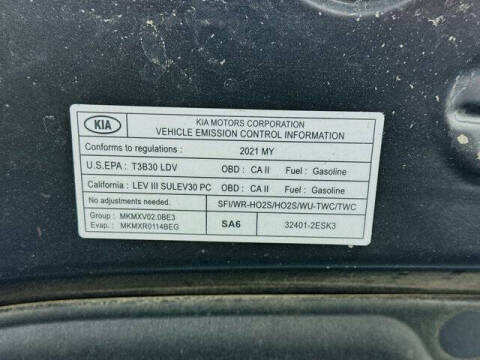 KIA
KIA MOTORS CORPORATION
VEHICLE EMISSION CONTROL INFORMATION
Conforms to regulations : 2021 MY
U.S.EPA : T3B30 LDV OBD : CA II Fuel : Gasoline
California : LEV III SULEV30 PC OBD : CA II Fuel : Gasoline
No adjustments needed. SFI/WR-HO2S/HO2S/WU-TWC/TWC
Group : MKMXV02.0BE3
Evap. : MKMXR0114BEG
SA6 32401-2ESK3